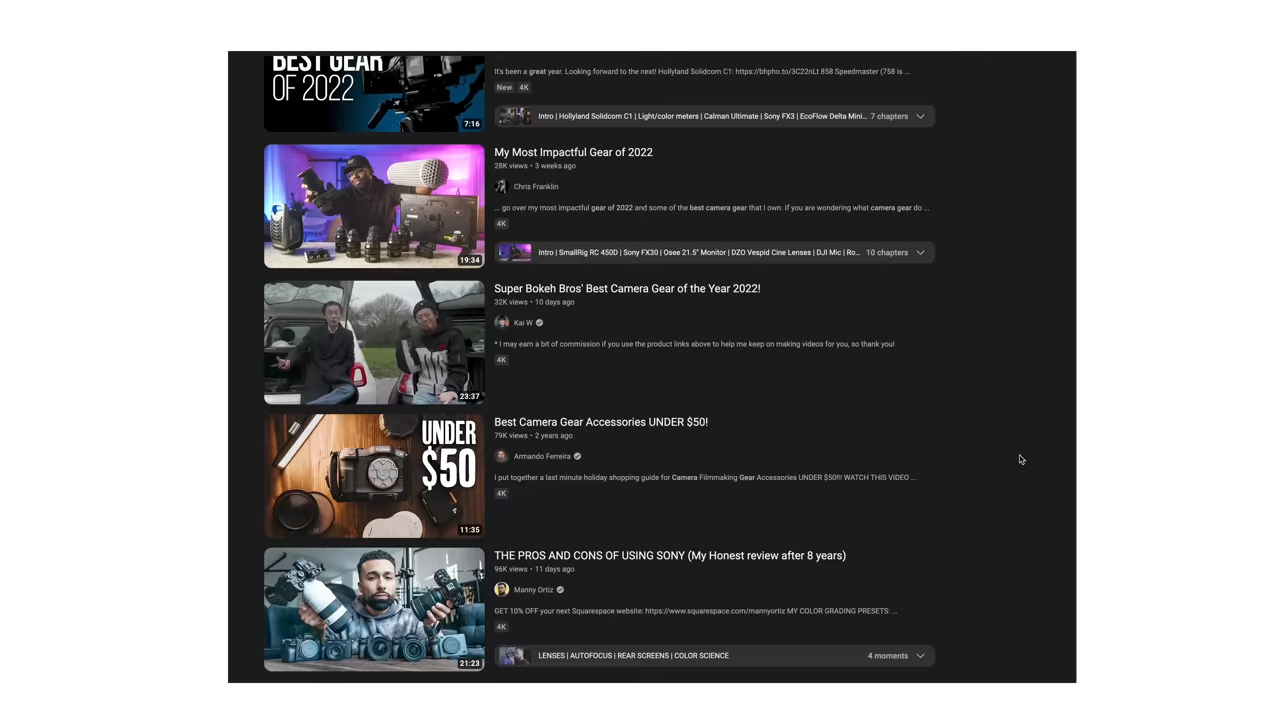 BEST GEAR
OF 2022
7:16
It's been a great year. Looking forward to the next! Hollyland Solidcom C1: https://bhpho.to/3C22nLt 858 Speedmaster (758 is ...
New 4K
Intro | Hollyland Solidcom C1 | Light/color meters | Calman Ultimate | Sony FX3 | EcoFlow Delta Mini... 7 chapters
19:34
My Most Impactful Gear of 2022
28K views • 3 weeks ago
Chris Franklin
... go over my most impactful gear of 2022 and some of the best camera gear that I own. If you are wondering what camera gear do ...
4K
Intro | SmallRig RC 450D | Sony FX30 | Osee 21.5" Monitor | DZO Vespid Cine Lenses | DJI Mic | Ro... 10 chapters
23:37
Super Bokeh Bros' Best Camera Gear of the Year 2022!
32K views • 10 days ago
Kai W
* I may earn a bit of commission if you use the product links above to help me keep on making videos for you, so thank you!
4K
UNDER
$50
11:35
Best Camera Gear Accessories UNDER $50!
79K views • 2 years ago
Armando Ferreira
I put together a last minute holiday shopping guide for Camera Filmmaking Gear Accessories UNDER $50!!! WATCH THIS VIDEO ...
4K
21:23
THE PROS AND CONS OF USING SONY (My Honest review after 8 years)
96K views • 11 days ago
Manny Ortiz
GET 10% OFF your next Squarespace website: https://www.squarespace.com/mannyortiz MY COLOR GRADING PRESETS: ...
4K
LENSES | AUTOFOCUS | REAR SCREENS | COLOR SCIENCE 4 moments